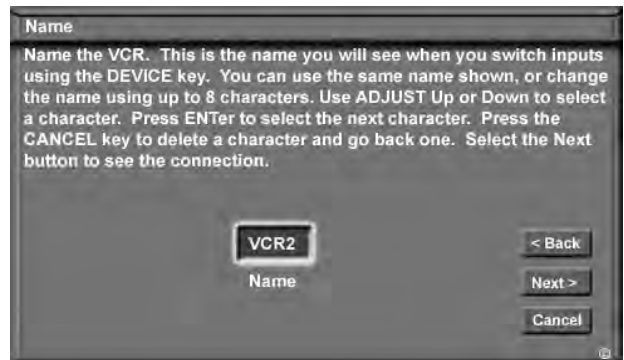 Name
Name the VCR. This is the name you will see when you switch inputs
using the DEVICE key. You can use the same name shown, or change
the name using up to 8 characters. Use ADJUST Up or Down to select
a character. Press ENTer to select the next character. Press the
CANCEL key to delete a character and go back one. Select the Next
button to see the connection.
VCR2
< Back
Name
Next >
Cancel
©